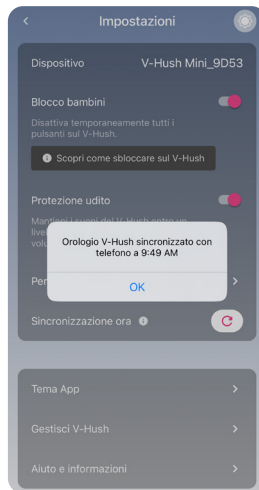 Impostazioni
Dispositivo V-Hush Mini_9D53
Blocco bambini
Disattiva temporaneamente tutti i
pulsanti sul V-Hush.
Scopri come sbloccare sul V-Hush
Protezione udito
Mantieni i suoni del V-Hush entro un
live
volu
Orologio V-Hush sincronizzato con
telefono a 9:49 AM
OK
Per
Sincronizzazione ora
Tema App
Gestisci V-Hush
Aiuto e informazioni